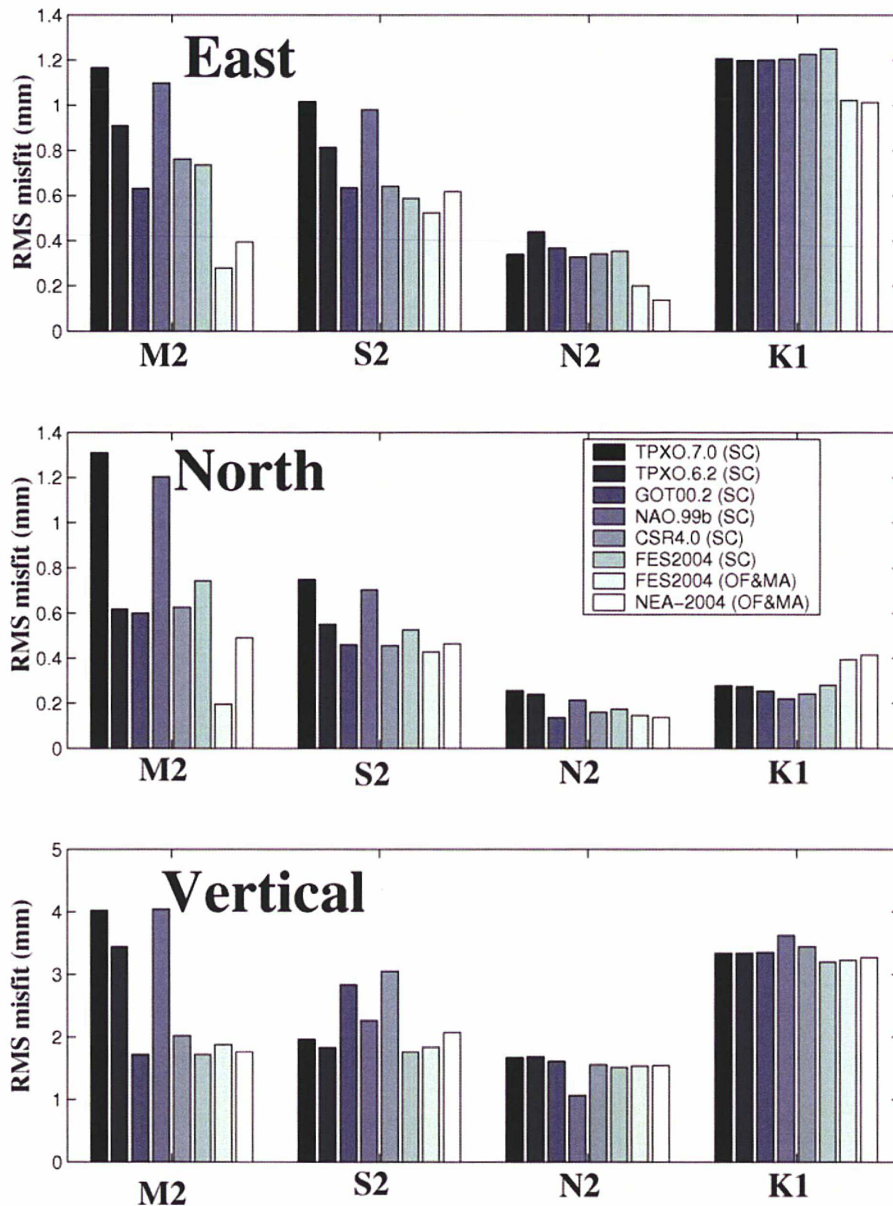 East
RMS misfit (mm)
1.4
1.2
1
0.8
0.6
0.4
0.2
0
M2 S2 N2 K1
North
RMS misfit (mm)
1.4
1.2
1
0.8
0.6
0.4
0.2
0
TPXO.7.0 (SC)
TPXO.6.2 (SC)
GOT00.2 (SC)
NAO.99b (SC)
CSR4.0 (SC)
FES2004 (SC)
FES2004 (OF&MA)
NEA-2004 (OF&MA)
M2 S2 N2 K1
Vertical
RMS misfit (mm)
5
4
3
2
1
0
M2 S2 N2 K1